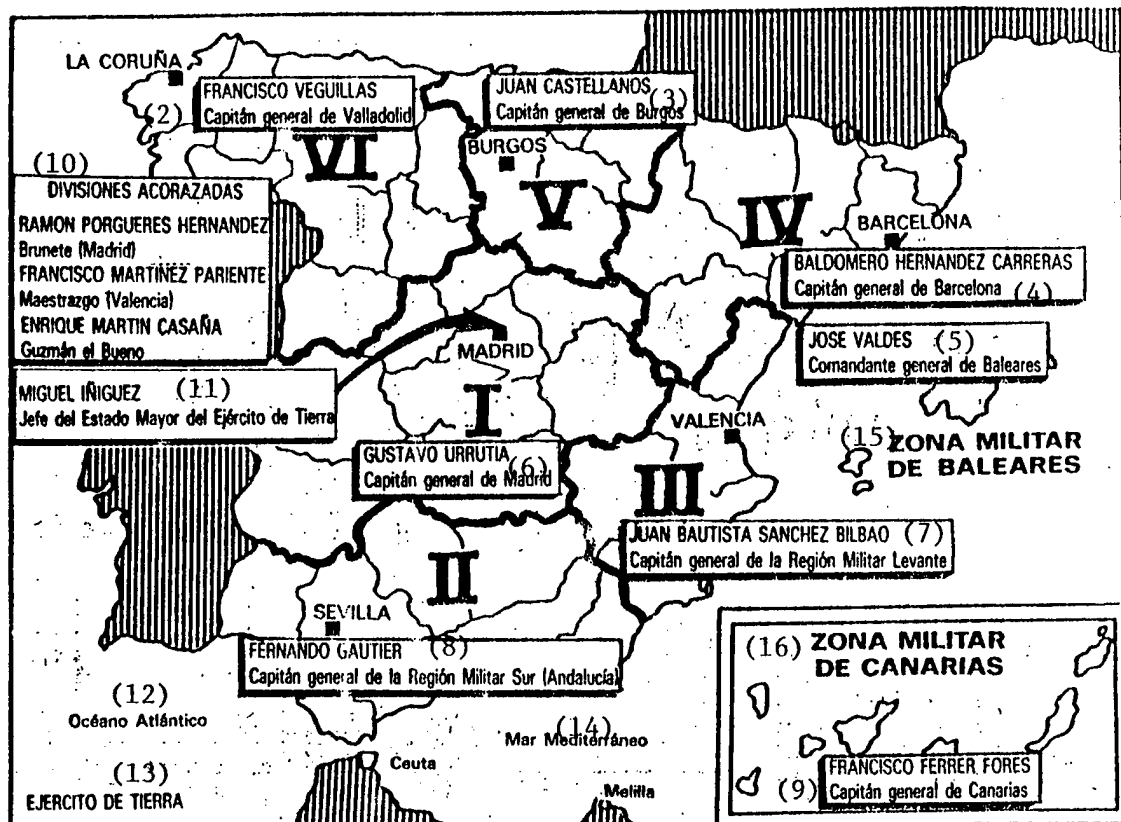 LA CORUÑA
(2)
FRANCISCO VEGUILLAS
Capitán general de Valladolid
JUAN CASTELLANOS
Capitán general de Burgos
(3)
BURGOS
VI
V
IV
(10)
DIVISIONES ACORAZADAS
RAMON PORGUERES HERNANDEZ
Brunete (Madrid)
FRANCISCO MARTIÑEZ PARIENTE
Maestrazgo (Valencia)
ENRIQUE MARTIN CASAÑA
Guzmán el Bueno
BARCELONA
BALDOMERO HERNANDEZ CARRERAS
Capitán general de Barcelona (4)
JOSE VALDES (5)
Comandante general de Baleares
MADRID
MIGUEL IÑIGUEZ (11)
Jefe del Estado Mayor del Ejército de Tierra
I
VALENCIA
(15)
ZONA MILITAR
DE BALEARES
GUSTAVO URRUTIA
Capitán general de Madrid
(6)
III
JUAN BAUTISTA SANCHEZ BILBAO (7)
Capitán general de la Región Militar Levante
II
SEVILLA
FERNANDO GAUTIER (8)
Capitán general de la Región Militar Sur (Andalucía)
(16) ZONA MILITAR
DE CANARIAS
(12)
Océano Atlántico
(14)
Mar Mediterráneo
Ceuta
(13)
EJERCITO DE TIERRA
Melilla
(9)
FRANCISCO FERRER FORES
Capitán general de Canarias